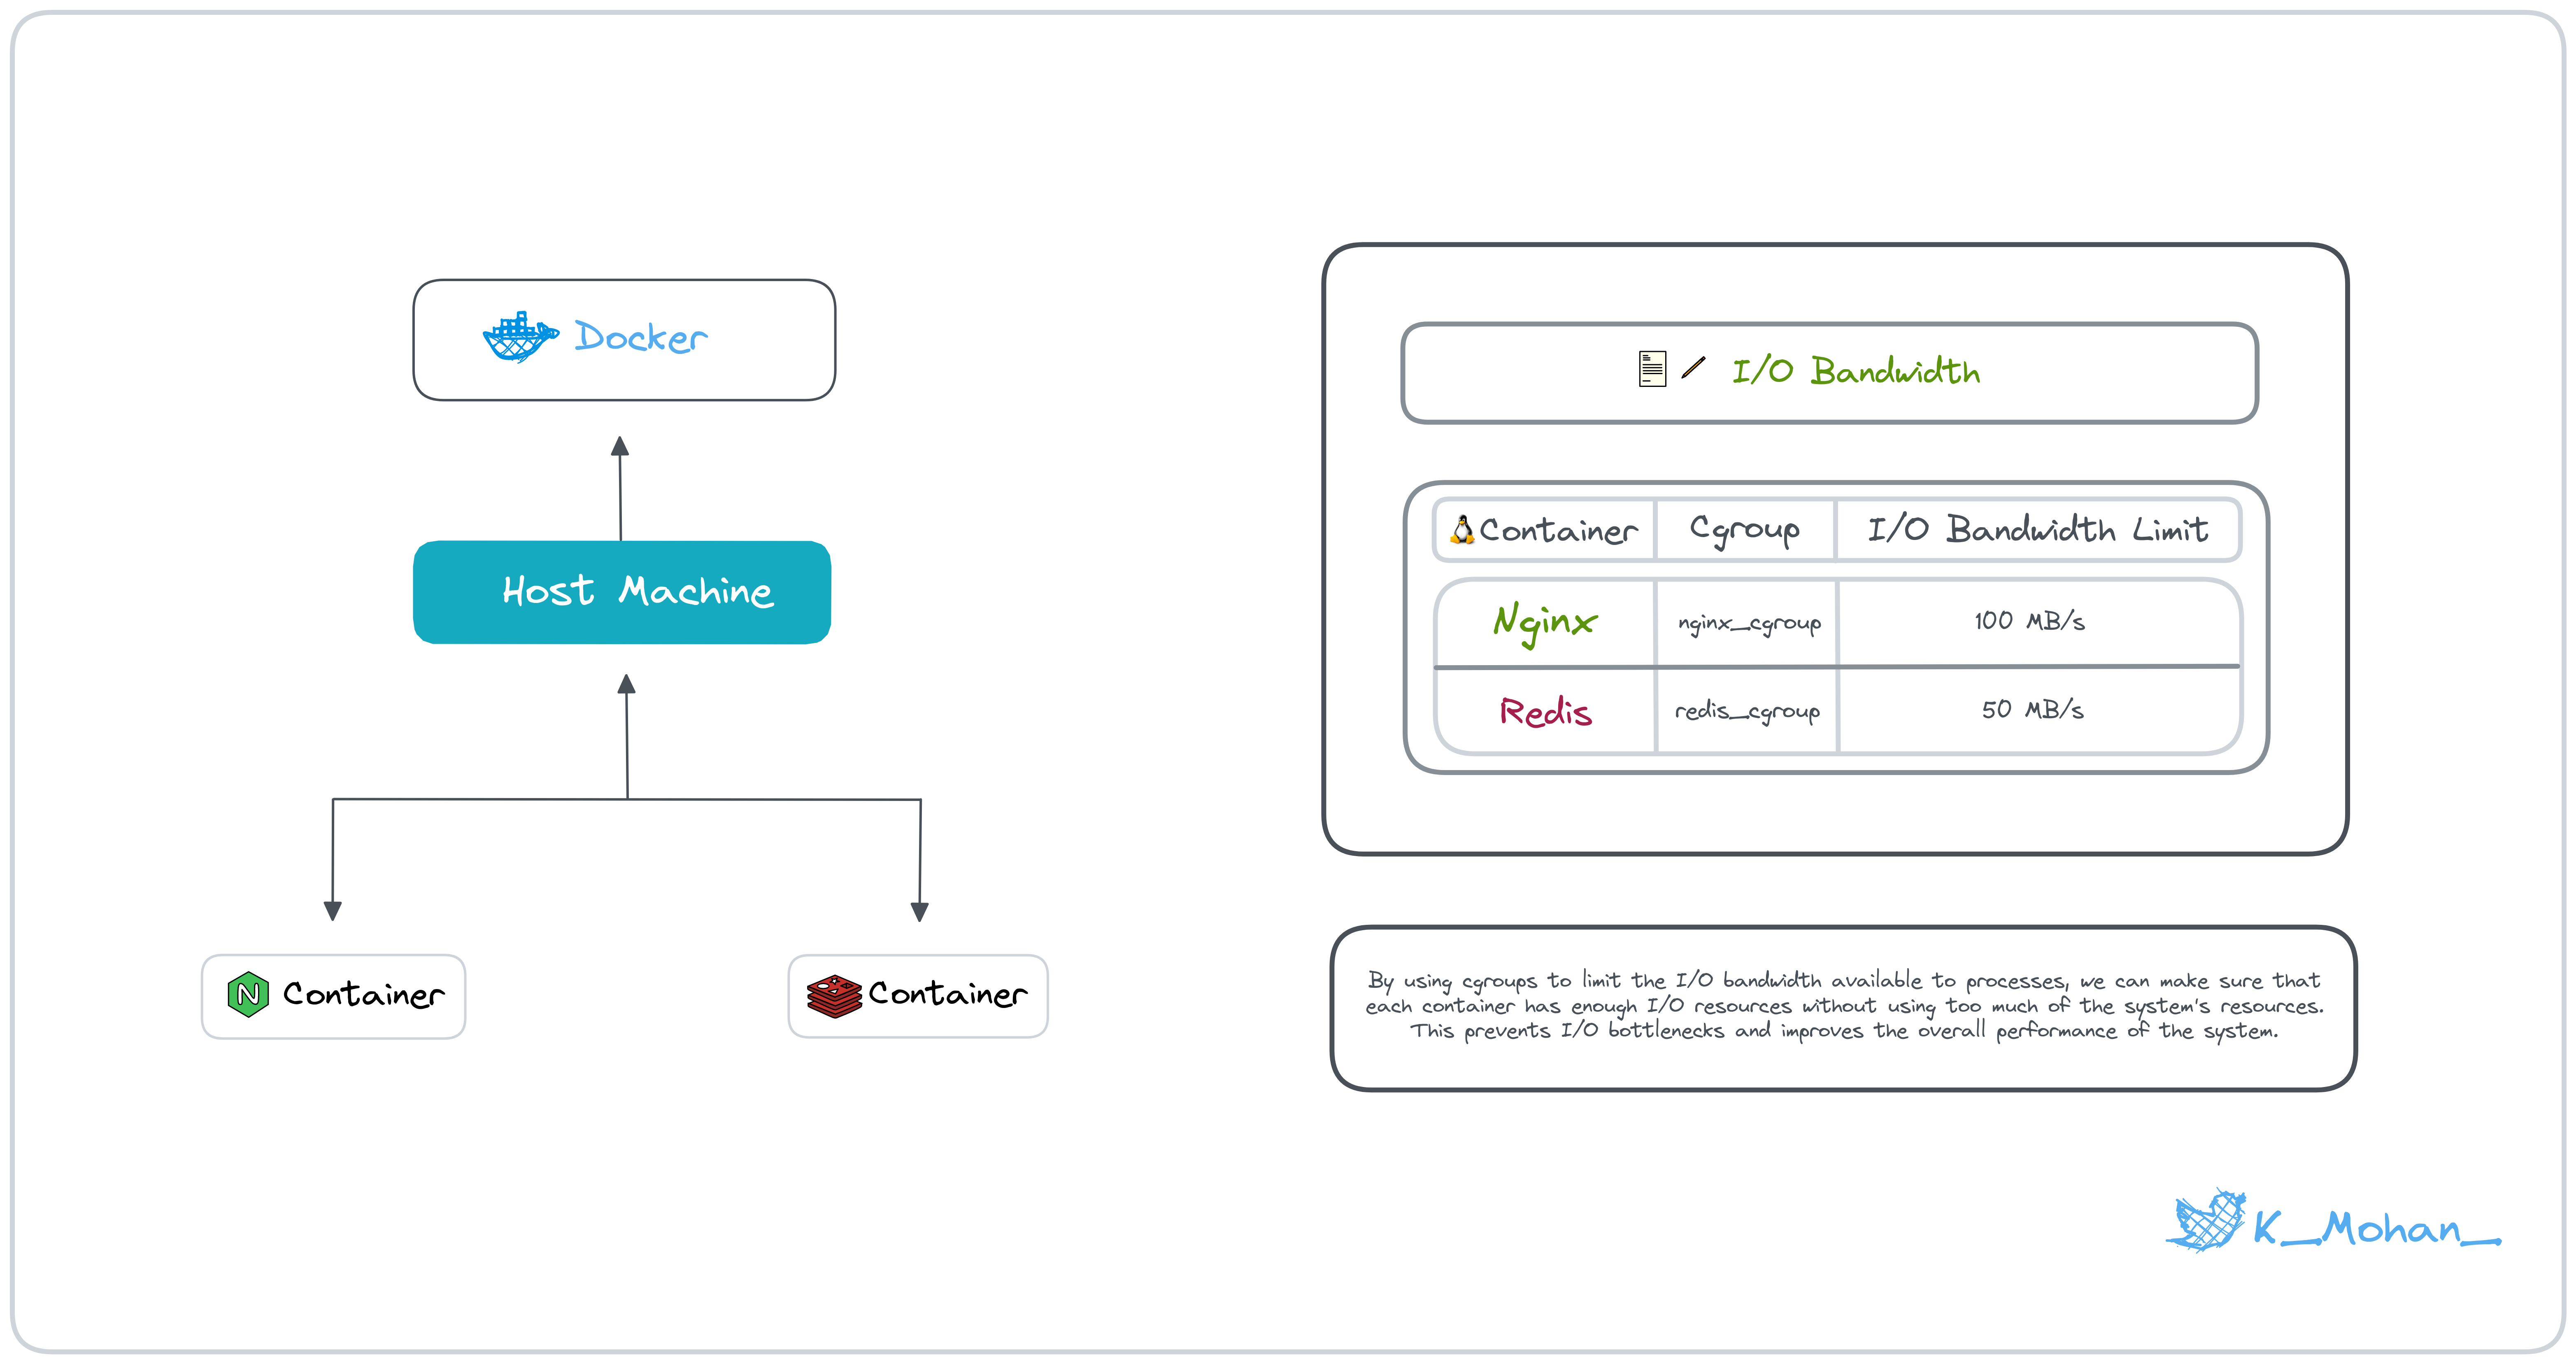 Docker
Host Machine
N Container
Container
I/O Bandwidth
Container Cgroup I/O Bandwidth Limit
Nginx nginx_cgroup 100 MB/s
Redis redis_cgroup 50 MB/s
By using cgroups to limit the I/O bandwidth available to processes, we can make sure that
each container has enough I/O resources without using too much of the system's resources.
This prevents I/O bottlenecks and improves the overall performance of the system.
K_Mohan_